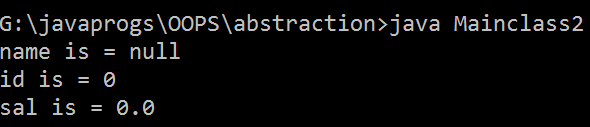 G:\javaprogs\OOPS\abstraction>java Mainclass2
name is = null
id is = 0
sal is = 0.0